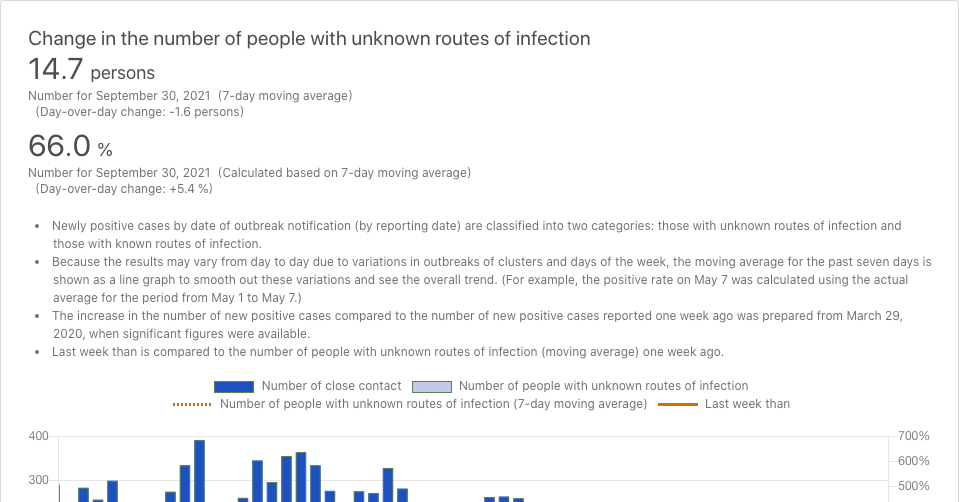 Change in the number of people with unknown routes of infection
14.7 persons
Number for September 30, 2021 (7-day moving average)
(Day-over-day change: -1.6 persons)
66.0 %
Number for September 30, 2021 (Calculated based on 7-day moving average)
(Day-over-day change: +5.4 %)
• Newly positive cases by date of outbreak notification (by reporting date) are classified into two categories: those with unknown routes of infection and
those with known routes of infection.
• Because the results may vary from day to day due to variations in outbreaks of clusters and days of the week, the moving average for the past seven days is
shown as a line graph to smooth out these variations and see the overall trend. (For example, the positive rate on May 7 was calculated using the actual
average for the period from May 1 to May 7.)
• The increase in the number of new positive cases compared to the number of new positive cases reported one week ago was prepared from March 29,
2020, when significant figures were available.
• Last week than is compared to the number of people with unknown routes of infection (moving average) one week ago.
Number of close contact Number of people with unknown routes of infection
Number of people with unknown routes of infection (7-day moving average) Last week than
400 700%
600%
300 500%